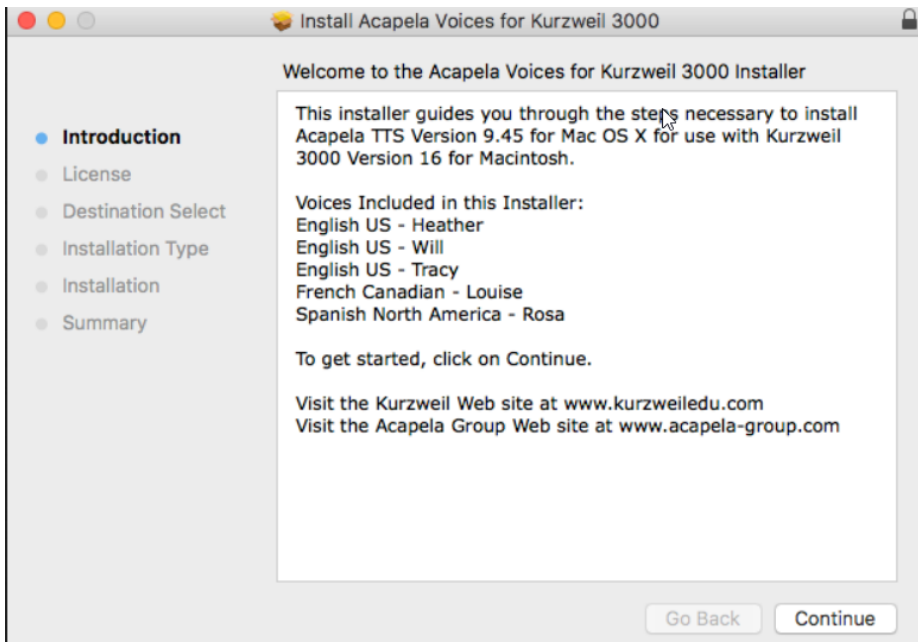 Install Acapela Voices for Kurzweil 3000
Welcome to the Acapela Voices for Kurzweil 3000 Installer
Introduction
License
Destination Select
Installation Type
Installation
Summary
This installer guides you through the steps necessary to install
Acapela TTS Version 9.45 for Mac OS X for use with Kurzweil
3000 Version 16 for Macintosh.
Voices Included in this Installer:
English US - Heather
English US - Will
English US - Tracy
French Canadian - Louise
Spanish North America - Rosa
To get started, click on Continue.
Visit the Kurzweil Web site at www.kurzweiledu.com
Visit the Acapela Group Web site at www.acapela-group.com
Go Back
Continue